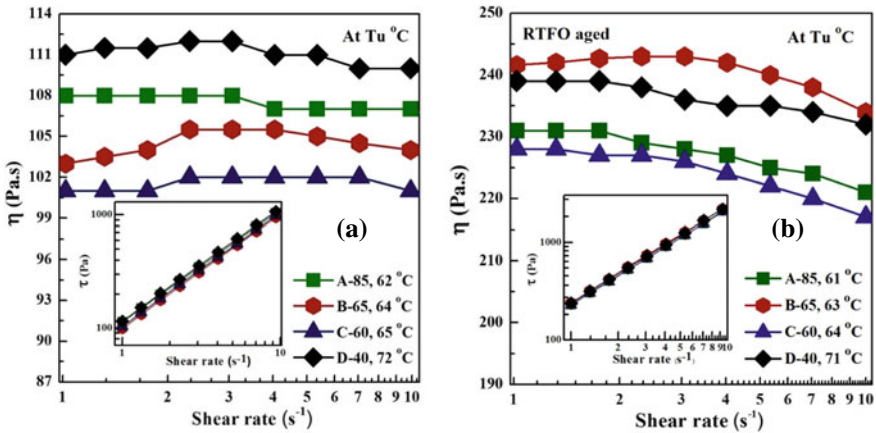 114
111
108
105
102
99
96
93
90
87
η (Pa.s)
At Tu °C
(a)
1000
100
τ (Pa)
1
10
Shear rate (s⁻¹)
A-85, 62 °C
B-65, 64 °C
C-60, 65 °C
D-40, 72 °C
1 2 3 4 5 6 7 8 9 10
Shear rate (s⁻¹)
250
240
230
220
210
200
190
η (Pa.s)
RTFO aged
At Tu °C
(b)
1000
100
τ (Pa)
1 2 3 4 5 6 7 8 9 10
Shear rate (s⁻¹)
A-85, 61 °C
B-65, 63 °C
C-60, 64 °C
D-40, 71 °C
1 2 3 4 5 6 7 8 9 10
Shear rate (s⁻¹)